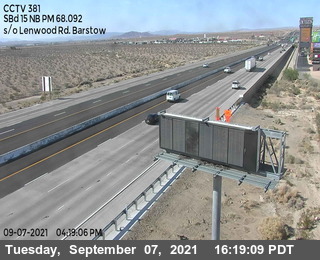 CCTV 381
SBd 15 NB PM 68.092
s/o Lenwood Rd. Barstow
09-07-2021 04:19:06 PM
Tuesday, September 07, 2021 16:19:09 PDT